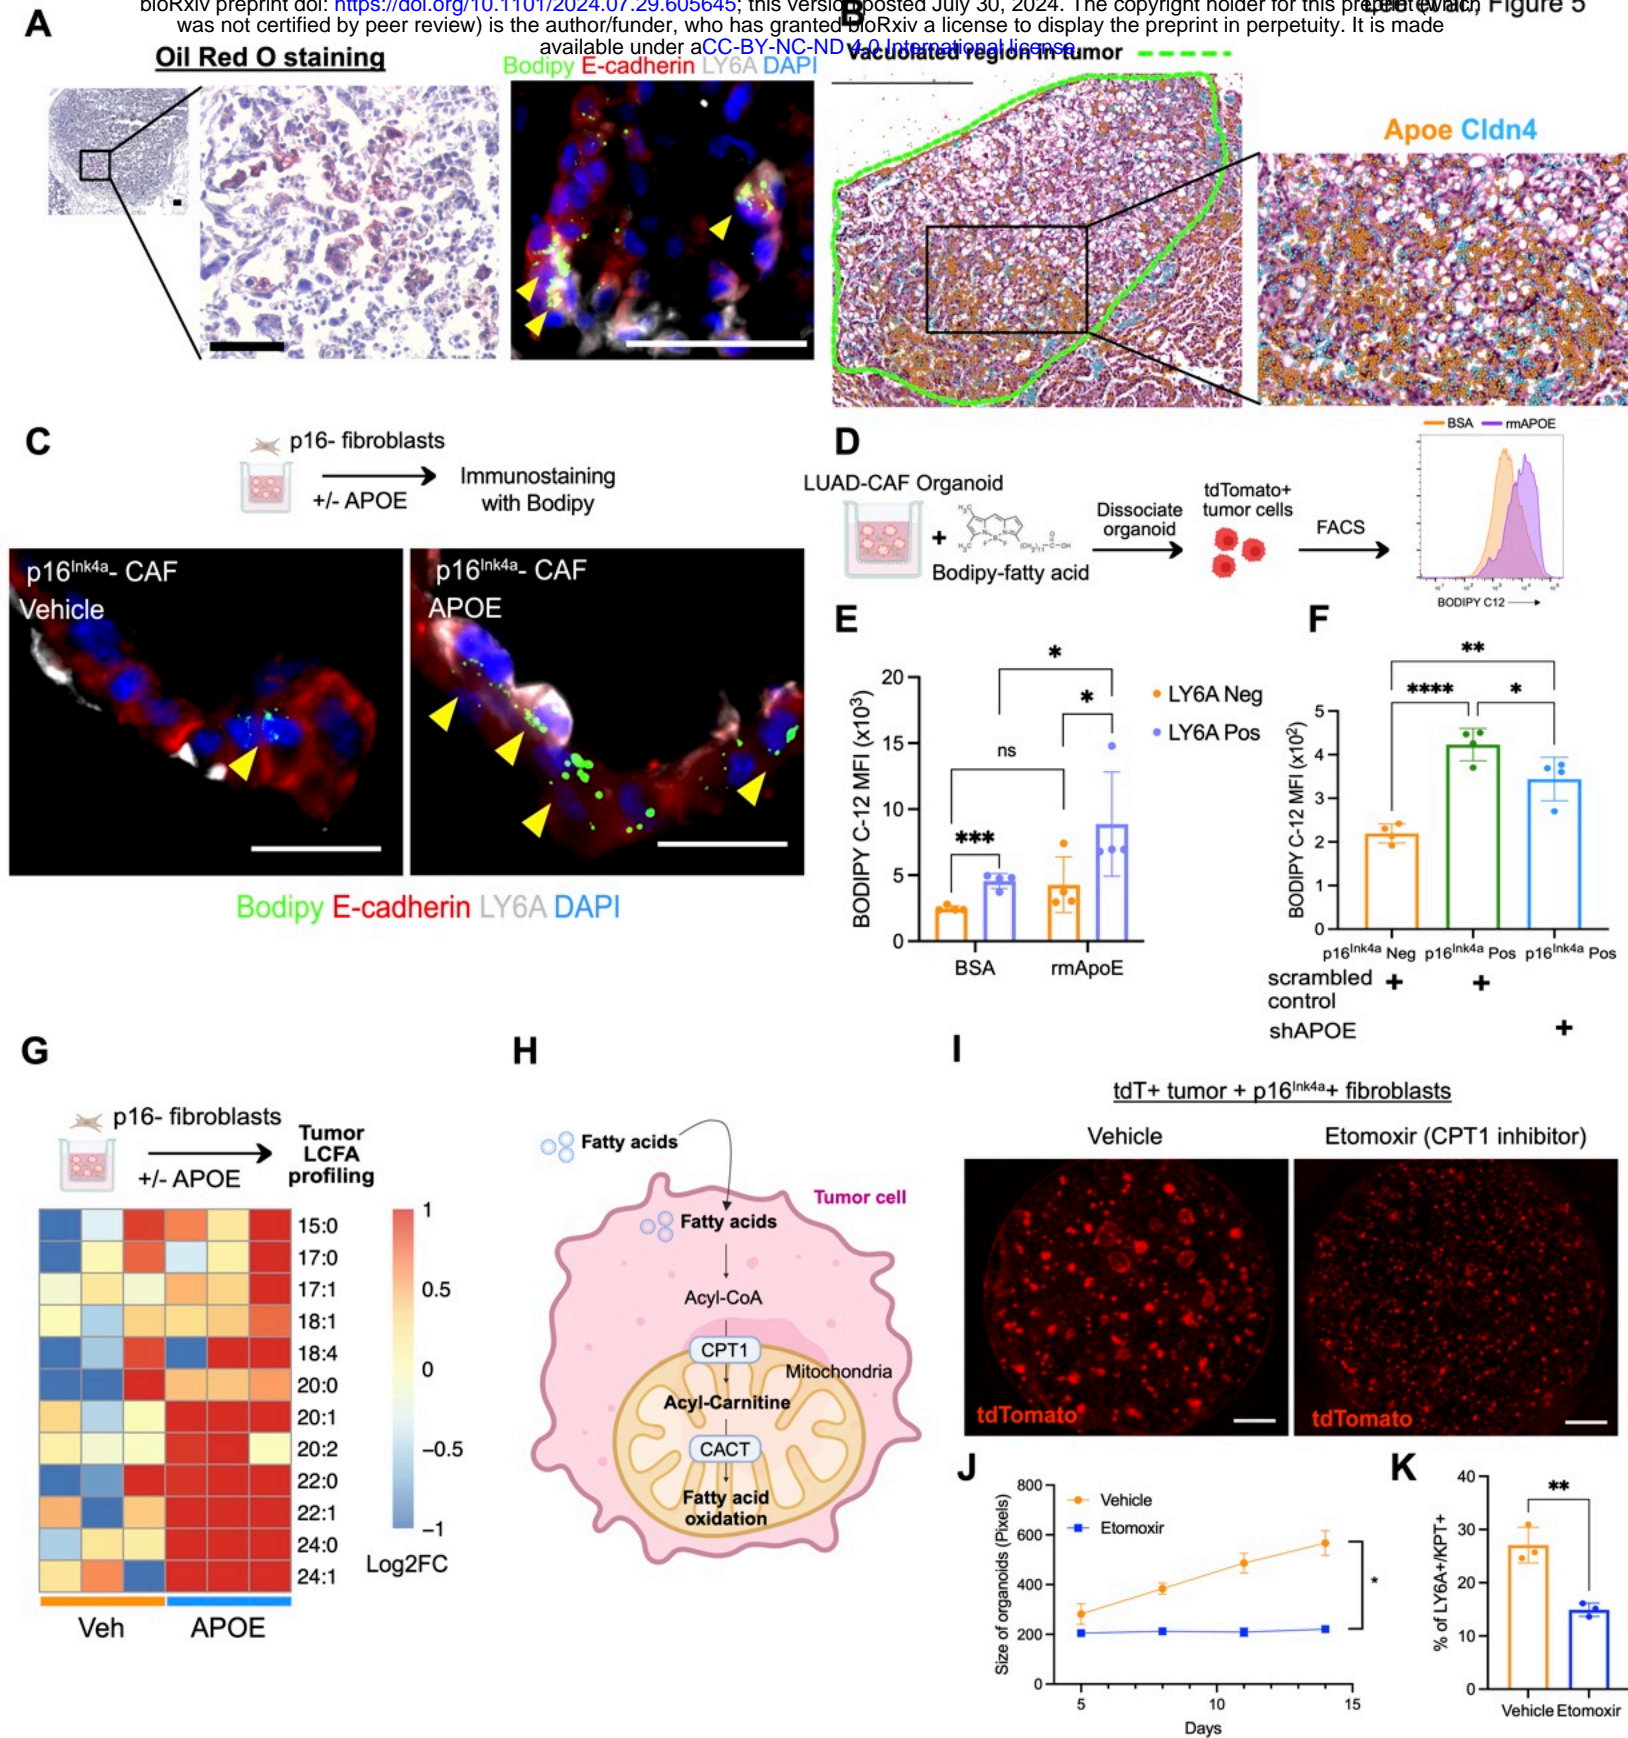 bioRxiv preprint doi: https://doi.org/10.1101/2024.07.29.605645; this version posted July 30, 2024. The copyright holder for this preprint (which
was not certified by peer review) is the author/funder, who has granted bioRxiv a license to display the preprint in perpetuity. It is made
available under aCC-BY-NC-ND 4.0 International license.
Figure 5
A
Oil Red O staining
Bodipy E-cadherin LY6A DAPI
B
Vacuolated region in tumor
Apoe Cldn4
C
p16- fibroblasts
+/- APOE
Immunostaining
with Bodipy
p16Ink4a- CAF
Vehicle
p16Ink4a- CAF
APOE
Bodipy E-cadherin LY6A DAPI
D
LUAD-CAF Organoid
+
H3C
H3C
N
N
B
F
F
(CH2)11
O
C
OH
Bodipy-fatty acid
Dissociate
organoid
tdTomato+
tumor cells
FACS
BSA rmAPOE
BODIPY C12
E
BODIPY C-12 MFI (x10³)
20
15
10
5
0
***
ns
*
*
LY6A Neg
LY6A Pos
BSA rmApoE
F
BODIPY C-12 MFI (x10²)
5
4
3
2
1
0
**
**** *
p16Ink4a Neg p16Ink4a Pos p16Ink4a Pos
scrambled
control
+ +
shAPOE +
G
p16- fibroblasts
+/- APOE
Tumor
LCFA
profiling
15:0
17:0
17:1
18:1
18:4
20:0
20:1
20:2
22:0
22:1
24:0
24:1
1
0.5
0
−0.5
−1
Log2FC
Veh APOE
H
Fatty acids
Tumor cell
Fatty acids
Acyl-CoA
CPT1
Mitochondria
Acyl-Carnitine
CACT
Fatty acid
oxidation
I
tdT+ tumor + p16Ink4a+ fibroblasts
Vehicle Etomoxir (CPT1 inhibitor)
tdTomato tdTomato
J
Size of organoids (Pixels)
800
600
400
200
0
Vehicle
Etomoxir
*
5 10 15
Days
K
% of LY6A+/KPT+
40
30
20
10
0
**
Vehicle Etomoxir